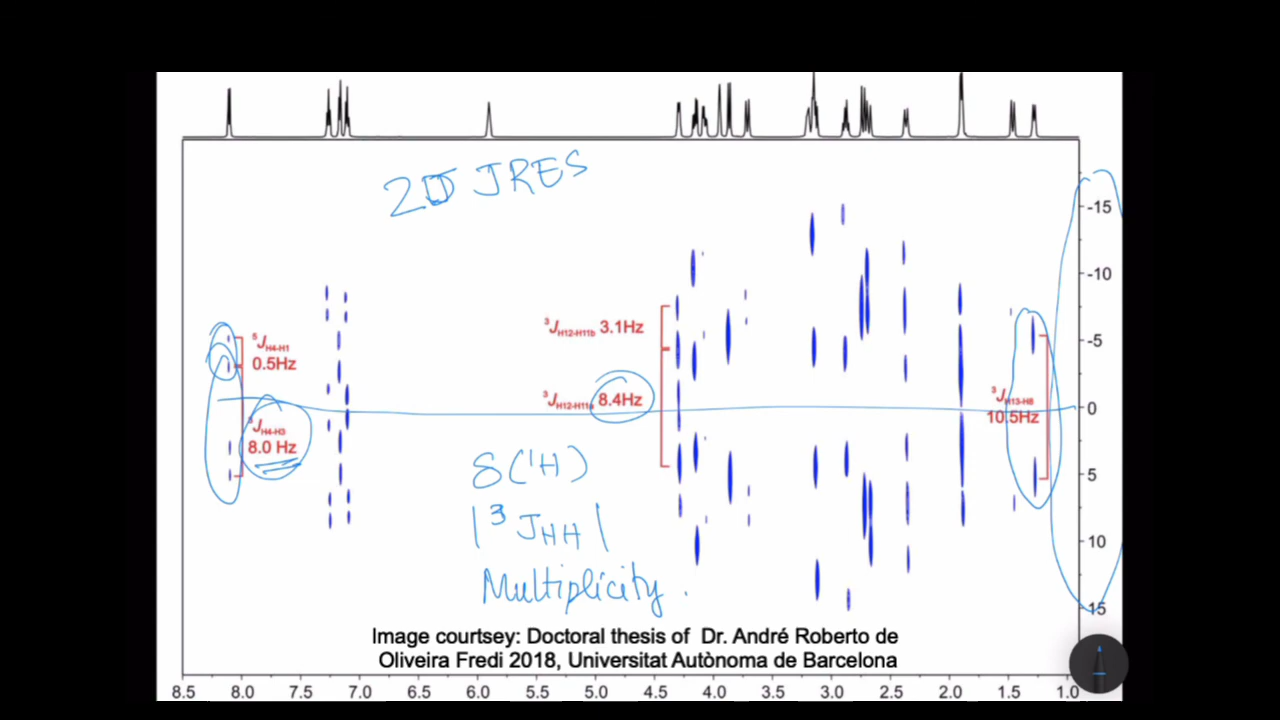 2D JRES
-15
-10
-5
0
5
10
15
⁵J_H4-H1
0.5Hz
8.0 Hz
³J_H12-H11b 3.1Hz
³J_H12-H11a 8.4Hz
³J_H13-H8
10.5Hz
δ(¹H)
|³J_HH|
Multiplicity.
Image courtsey: Doctoral thesis of Dr. André Roberto de
Oliveira Fredi 2018, Universitat Autònoma de Barcelona
8.5 8.0 7.5 7.0 6.5 6.0 5.5 5.0 4.5 4.0 3.5 3.0 2.5 2.0 1.5 1.0